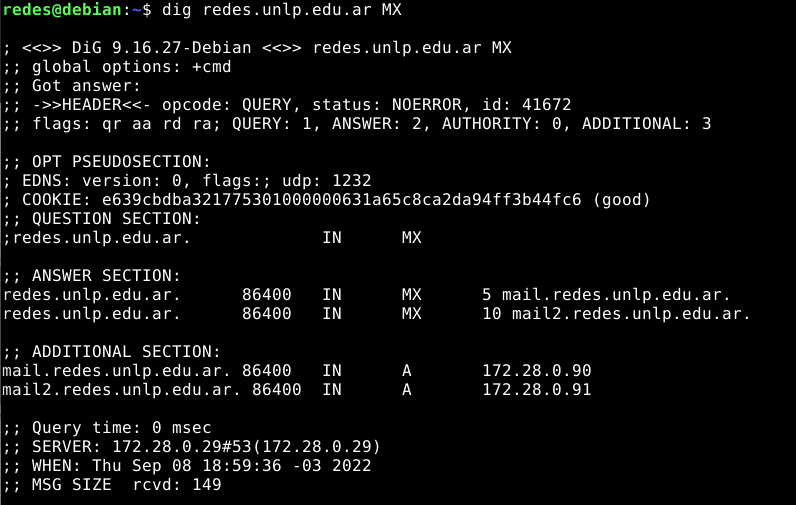 redes@debian:~$ dig redes.unlp.edu.ar MX
; <<>> DiG 9.16.27-Debian <<>> redes.unlp.edu.ar MX
;; global options: +cmd
;; Got answer:
;; ->>HEADER<<- opcode: QUERY, status: NOERROR, id: 41672
;; flags: qr aa rd ra; QUERY: 1, ANSWER: 2, AUTHORITY: 0, ADDITIONAL: 3
;; OPT PSEUDOSECTION:
; EDNS: version: 0, flags:; udp: 1232
; COOKIE: e639cbdba321775301000000631a65c8ca2da94ff3b44fc6 (good)
;; QUESTION SECTION:
;redes.unlp.edu.ar. IN MX
;; ANSWER SECTION:
redes.unlp.edu.ar. 86400 IN MX 5 mail.redes.unlp.edu.ar.
redes.unlp.edu.ar. 86400 IN MX 10 mail2.redes.unlp.edu.ar.
;; ADDITIONAL SECTION:
mail.redes.unlp.edu.ar. 86400 IN A 172.28.0.90
mail2.redes.unlp.edu.ar. 86400 IN A 172.28.0.91
;; Query time: 0 msec
;; SERVER: 172.28.0.29#53(172.28.0.29)
;; WHEN: Thu Sep 08 18:59:36 -03 2022
;; MSG SIZE  rcvd: 149